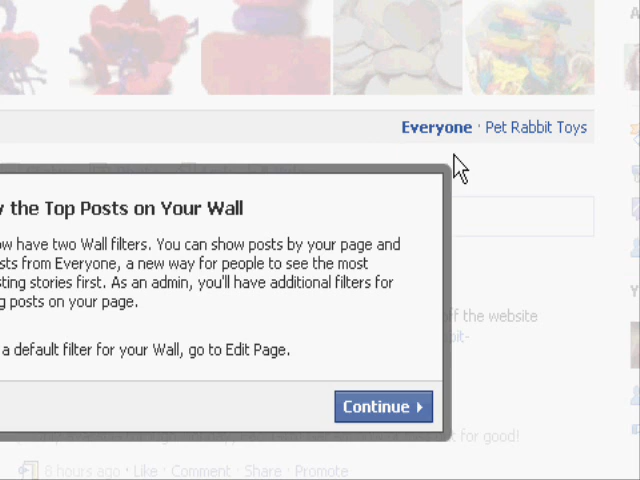 Everyone · Pet Rabbit Toys
the Top Posts on Your Wall
have two Wall filters. You can show posts by your page and
from Everyone, a new way for people to see the most
stories first. As an admin, you'll have additional filters for
posts on your page.
off the website
a default filter for your Wall, go to Edit Page.
Continue
for good!
8 hours ago · Like · Comment · Share · Promote